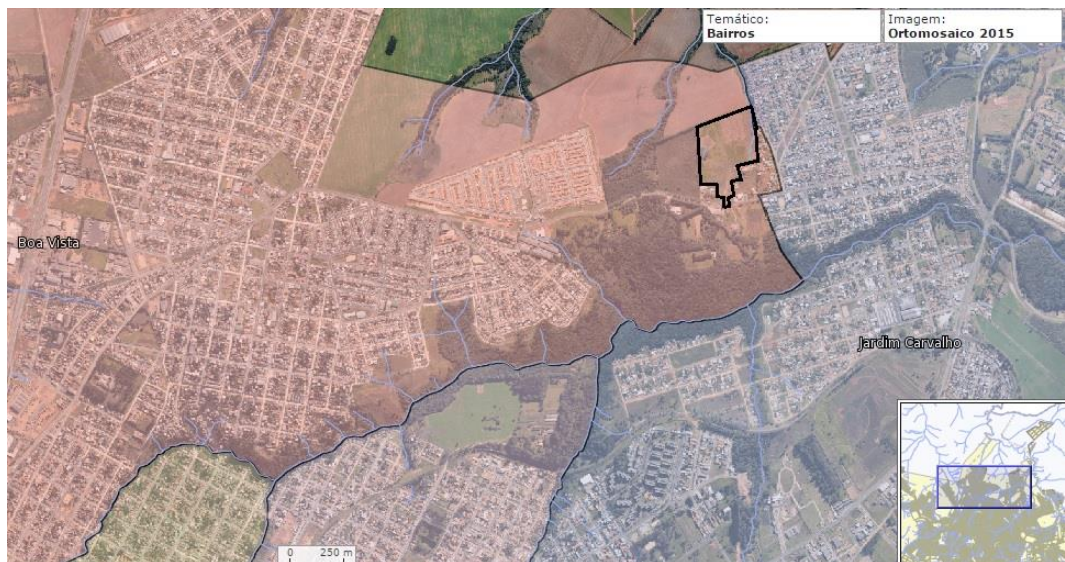 Temático:
Bairros
Imagem:
Ortomosaico 2015
Boa Vista
Jardim Carvalho
0 250 m